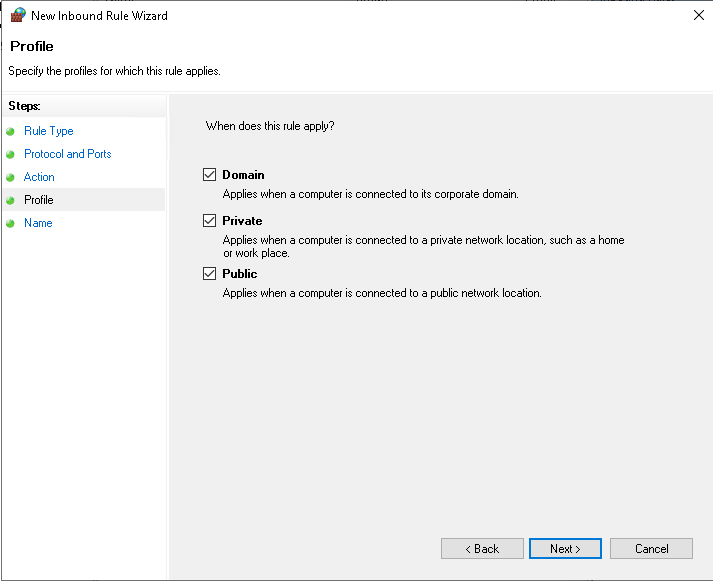 New Inbound Rule Wizard
Profile
Specify the profiles for which this rule applies.
Steps:
Rule Type
Protocol and Ports
Action
Profile
Name
When does this rule apply?
Domain
Applies when a computer is connected to its corporate domain.
Private
Applies when a computer is connected to a private network location, such as a home
or work place.
Public
Applies when a computer is connected to a public network location.
< Back
Next >
Cancel